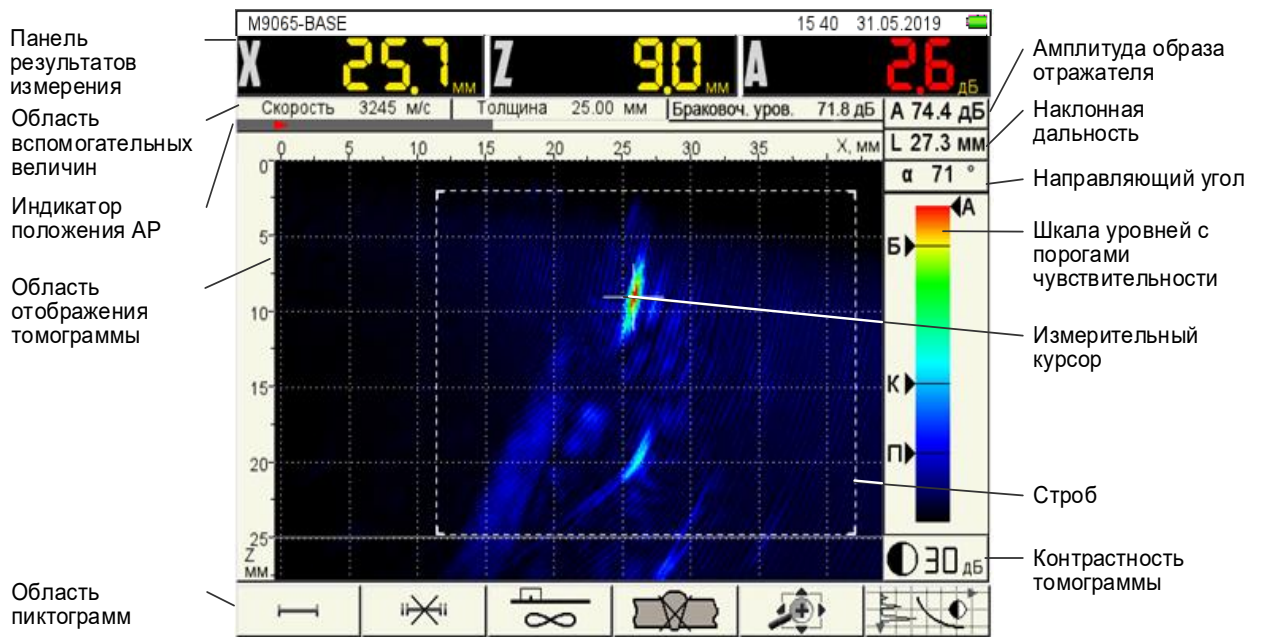 Панель
результатов
измерения
Область
вспомогательных
величин
Индикатор
положения АР
Область
отображения
томограммы
Область
пиктограмм
M9065-BASE 15 40 31.05.2019
X 25.7 мм Z 9.0 мм A 2.6 дБ
Скорость 3245 м/с Толщина 25.00 мм Браковоч. уров. 71.8 дБ
A 74.4 дБ
L 27.3 мм
α 71 °
0 5 10 15 20 25 30 35 X, мм
0
5
10
15
20
25
Z
мм
A
Б
К
П
30 дБ
Амплитуда образа
отражателя
Наклонная
дальность
Направляющий угол
Шкала уровней с
порогами
чувствительности
Измерительный
курсор
Строб
Контрастность
томограммы